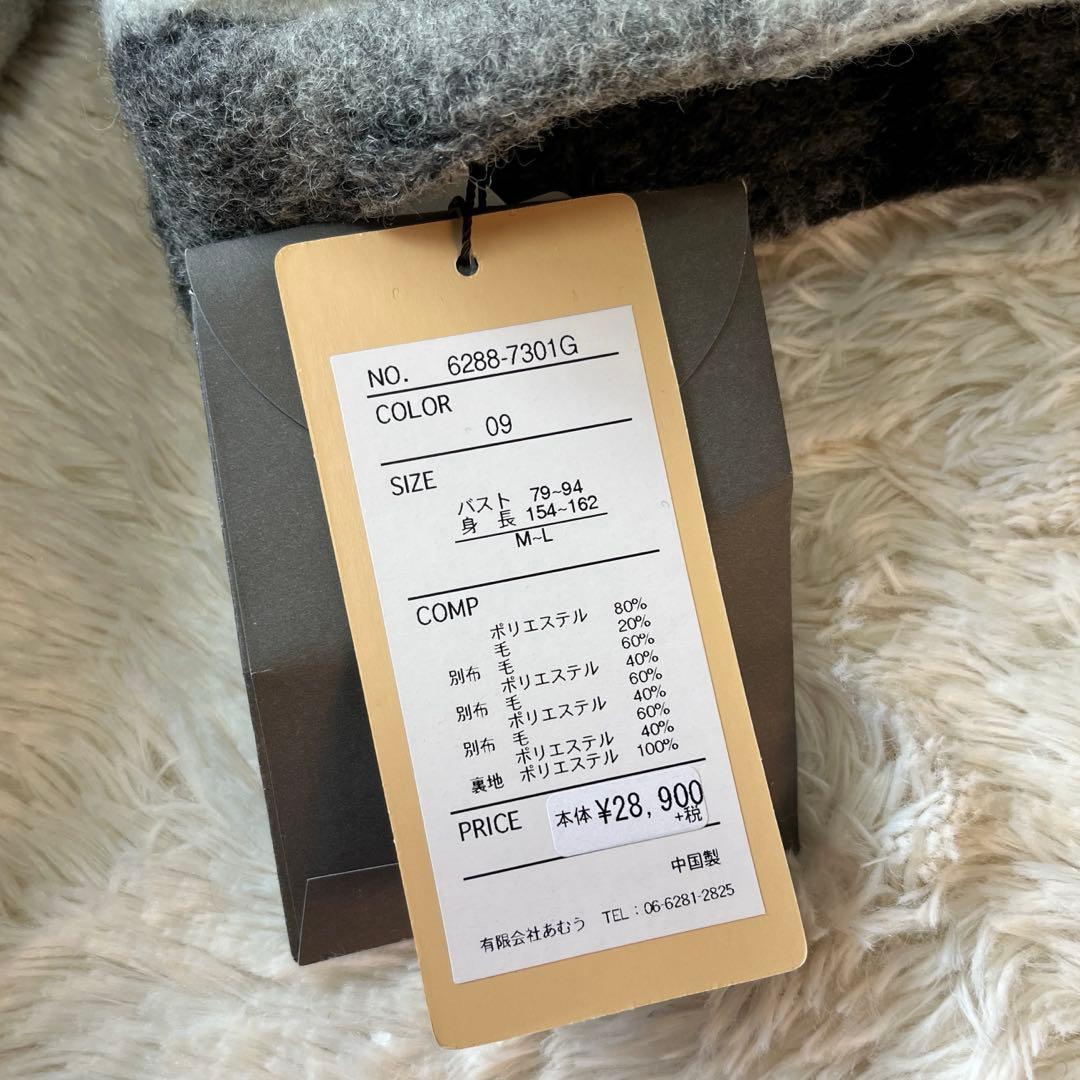 NO. 6288-7301G
COLOR
09
SIZE
バスト 79~94
身 長 154~162
M~L
COMP
ポリエステル 80%
毛 20%
別布 毛 60%
ポリエステル 40%
別布 毛 60%
ポリエステル 40%
別布 毛 60%
ポリエステル 40%
裏地 ポリエステル 100%
PRICE 本体 ¥28,900
+税
中国製
有限会社あむう TEL：06-6281-2825